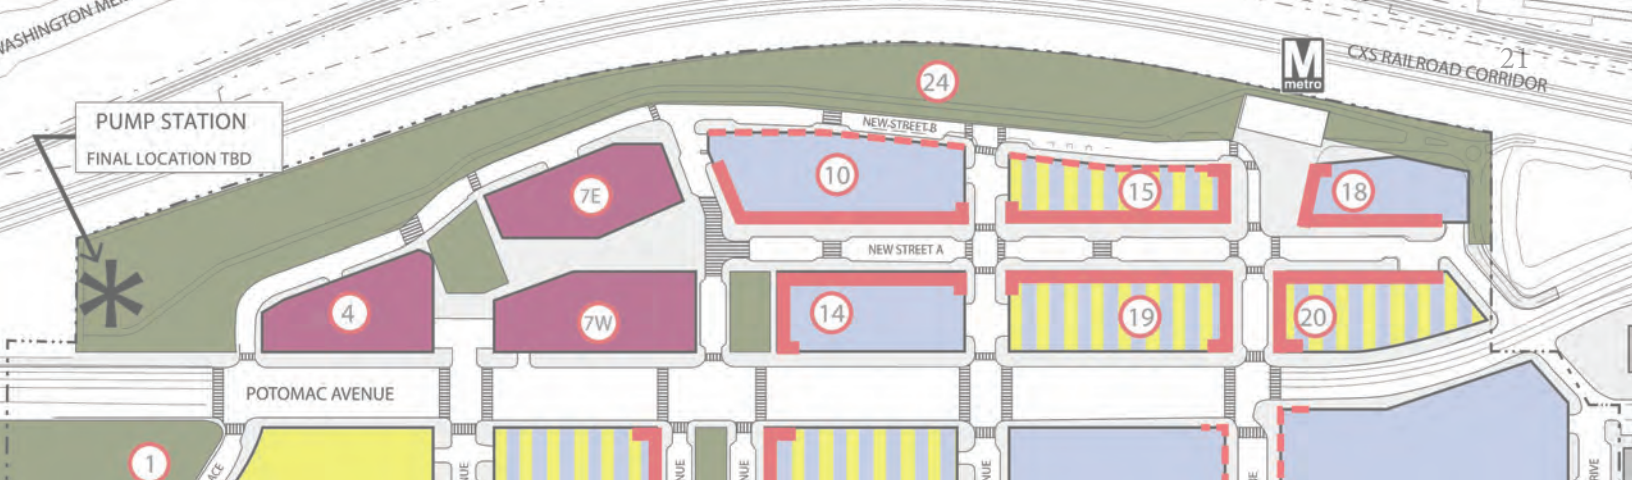 WASHINGTON
21
M
metro
CXS RAILROAD CORRIDOR
24
PUMP STATION
FINAL LOCATION TBD
NEW STREET B
7E
10
15
18
NEW STREET A
4
7W
14
19
20
POTOMAC AVENUE
1